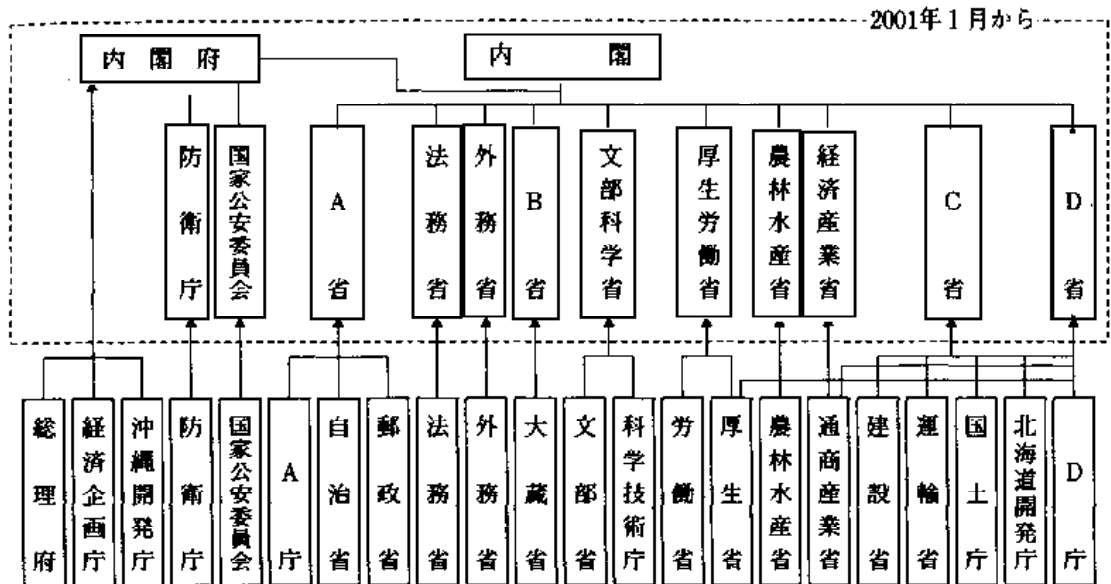 2001年1月から
内閣府
内閣
防衛庁
国家公安委員会
A省
法務省
外務省
B省
文部科学省
厚生労働省
農林水産省
経済産業省
C省
D省
総理府
経済企画庁
沖縄開発庁
防衛庁
国家公安委員会
A庁
自治省
郵政省
法務省
外務省
大蔵省
文部省
科学技術庁
労働省
厚生省
農林水産省
通商産業省
建設省
運輸省
国土庁
北海道開発庁
D庁